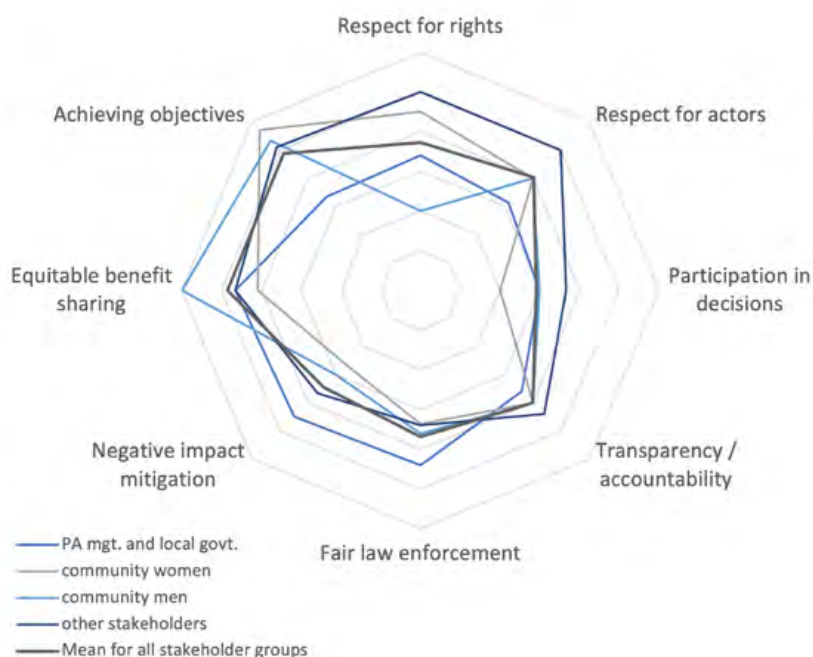 Respect for rights
Achieving objectives
Respect for actors
Equitable benefit
sharing
Participation in
decisions
Negative impact
mitigation
Transparency /
accountability
Fair law enforcement
PA mgt. and local govt.
community women
community men
other stakeholders
Mean for all stakeholder groups